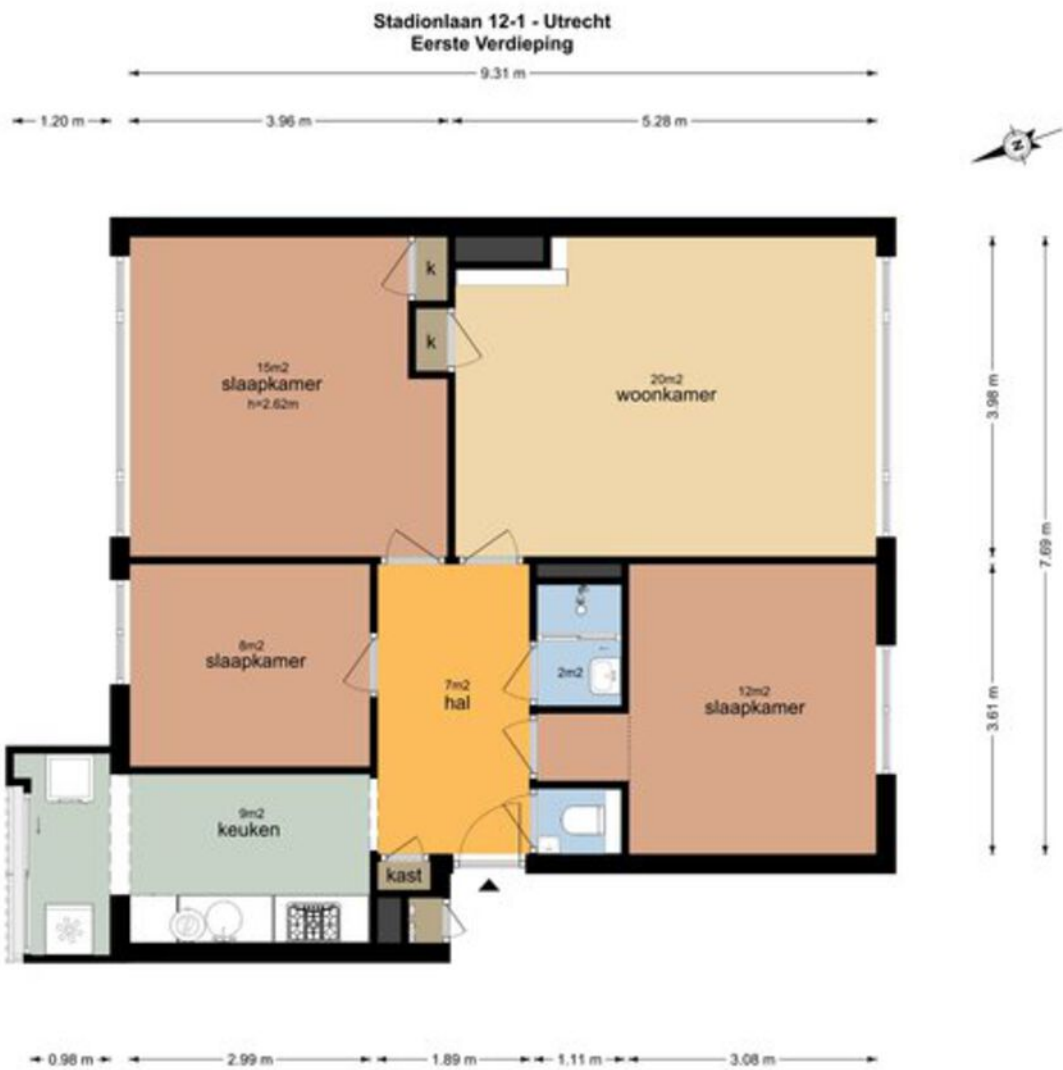 Stadionlaan 12-1 - Utrecht
Eerste Verdieping
9.31 m
1.20 m
3.96 m
5.28 m
N
k
k
15m2
slaapkamer
h=2.62m
20m2
woonkamer
3.98 m
7.69 m
8m2
slaapkamer
7m2
hal
2m2
12m2
slaapkamer
3.61 m
9m2
keuken
kast
0.98 m
2.99 m
1.89 m
1.11 m
3.08 m